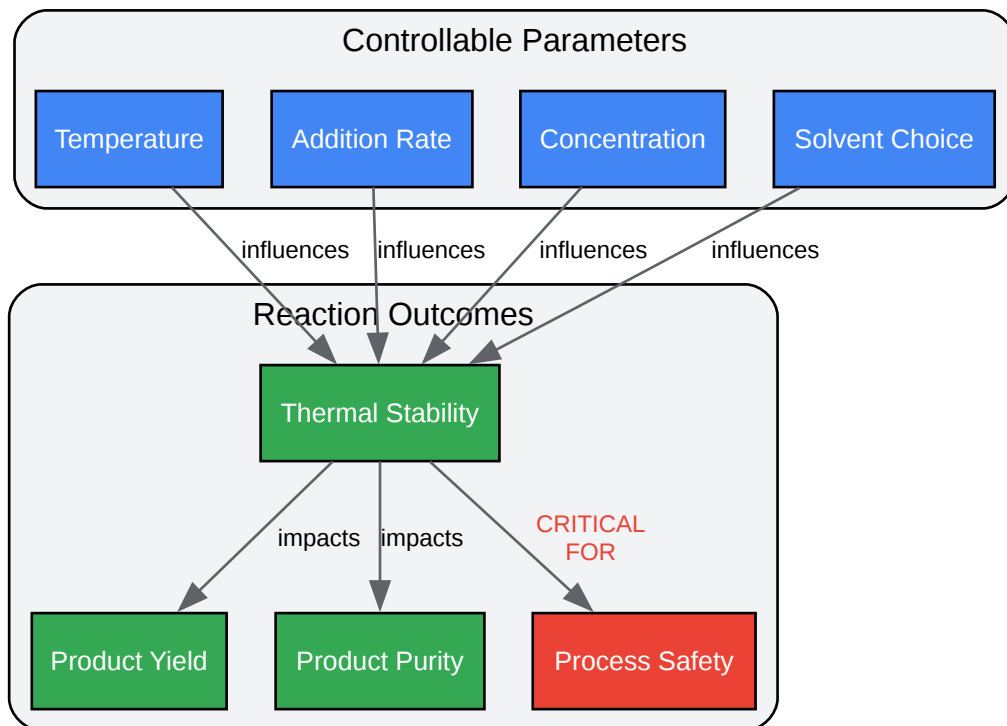 Controllable Parameters
Temperature
Addition Rate
Concentration
Solvent Choice
influences
influences
influences
influences
Reaction Outcomes
Thermal Stability
impacts
impacts
CRITICAL
FOR
Product Yield
Product Purity
Process Safety